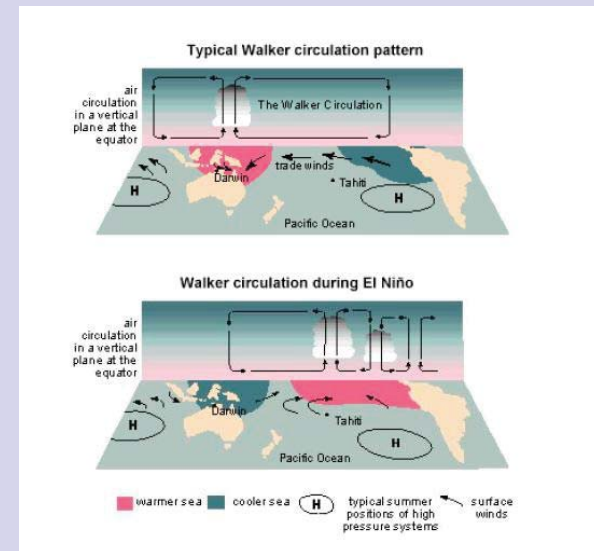 Typical Walker circulation pattern
air
circulation
in a vertical
plane at the
equator
The Walker Circulation
Darwin
trade winds
Tahiti
H
H
Pacific Ocean
Walker circulation during El Niño
air
circulation
in a vertical
plane at the
equator
Darwin
Tahiti
H
H
Pacific Ocean
warmer sea
cooler sea
H
typical summer
positions of high
pressure systems
surface
winds